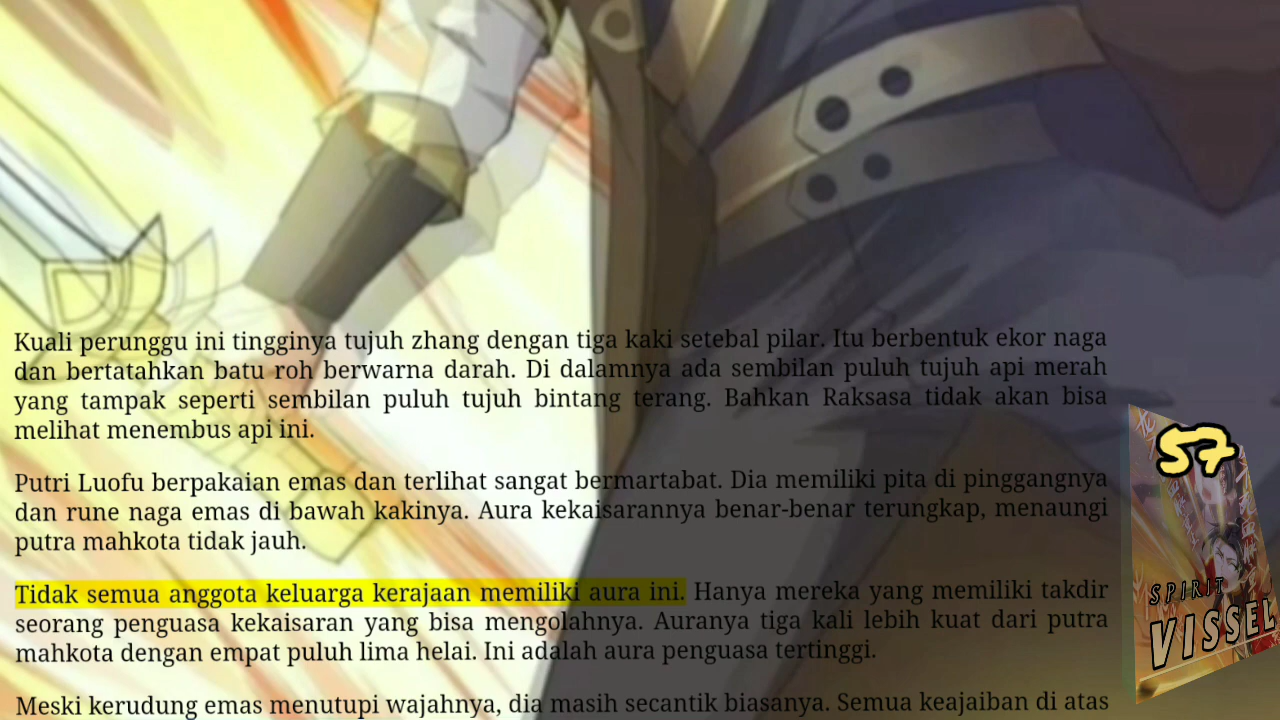 Kuali perunggu ini tingginya tujuh zhang dengan tiga kaki setebal pilar. Itu berbentuk ekor naga
dan bertatahkan batu roh berwarna darah. Di dalamnya ada sembilan puluh tujuh api merah
yang tampak seperti sembilan puluh tujuh bintang terang. Bahkan Raksasa tidak akan bisa
melihat menembus api ini.
Putri Luofu berpakaian emas dan terlihat sangat bermartabat. Dia memiliki pita di pinggangnya
dan rune naga emas di bawah kakinya. Aura kekaisarannya benar-benar terungkap, menaungi
putra mahkota tidak jauh.
Tidak semua anggota keluarga kerajaan memiliki aura ini. Hanya mereka yang memiliki takdir
seorang penguasa kekaisaran yang bisa mengolahnya. Auranya tiga kali lebih kuat dari putra
mahkota dengan empat puluh lima helai. Ini adalah aura penguasa tertinggi.
Meski kerudung emas menutupi wajahnya, dia masih secantik biasanya. Semua keajaiban di atas
57
SPIRIT
VISSEL